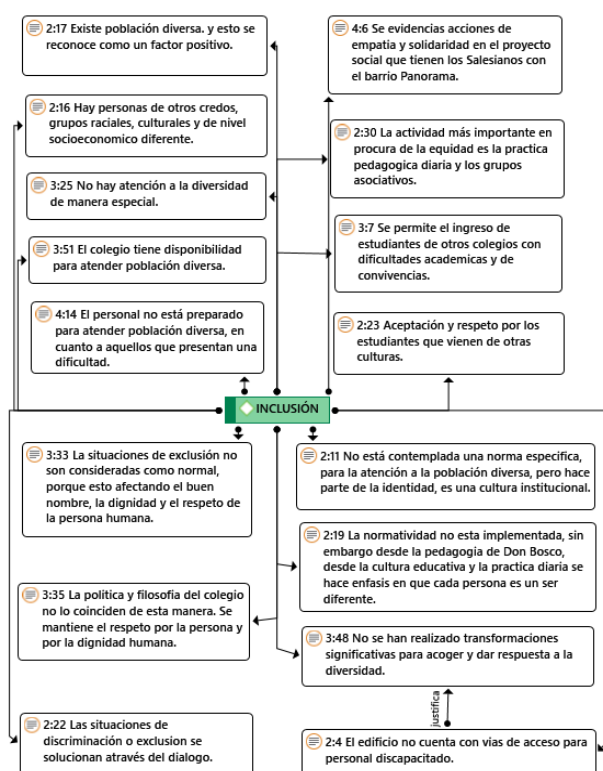 2:17 Existe población diversa. y esto se
reconoce como un factor positivo.
4:6 Se evidencias acciones de
empatia y solidaridad en el proyecto
social que tienen los Salesianos con
el barrio Panorama.
2:16 Hay personas de otros credos,
grupos raciales, culturales y de nivel
socioeconomico diferente.
2:30 La actividad más importante en
procura de la equidad es la practica
pedagogica diaria y los grupos
asociativos.
3:25 No hay atención a la diversidad
de manera especial.
3:7 Se permite el ingreso de
estudiantes de otros colegios con
dificultades academicas y de
convivencias.
3:51 El colegio tiene disponibilidad
para atender población diversa.
4:14 El personal no está preparado
para atender población diversa, en
cuanto a aquellos que presentan una
dificultad.
2:23 Aceptación y respeto por los
estudiantes que vienen de otras
culturas.
INCLUSIÓN
3:33 La situaciones de exclusión no
son consideradas como normal,
porque esto afectando el buen
nombre, la dignidad y el respeto de
la persona humana.
2:11 No está contemplada una norma especifica,
para la atención a la población diversa, pero hace
parte de la identidad, es una cultura institucional.
2:19 La normatividad no esta implementada, sin
embargo desde la pedagogía de Don Bosco,
desde la cultura educativa y la practica diaria se
hace enfasis en que cada persona es un ser
diferente.
3:35 La política y filosofia del colegio
no lo coinciden de esta manera. Se
mantiene el respeto por la persona y
por la dignidad humana.
3:48 No se han realizado transformaciones
significativas para acoger y dar respuesta a la
diversidad.
justifica
2:22 Las situaciones de
discriminación o exclusion se
solucionan através del dialogo.
2:4 El edificio no cuenta con vias de acceso para
personal discapacitado.